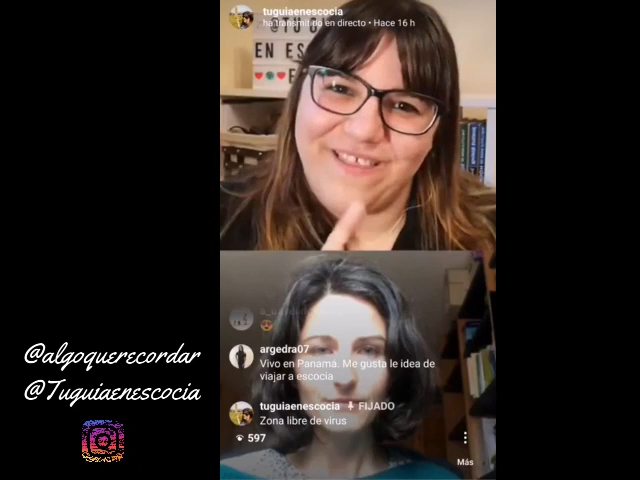 tuguiaenescocia
ha transmitido en directo • Hace 16 h
EN ES
argedra07
Vivo en Panamá. Me gusta le idea de
viajar a escocia
tuguiaenescocia FIJADO
Zona libre de virus
597
Más
@algoquerecordar
@Tuguiaenescocia